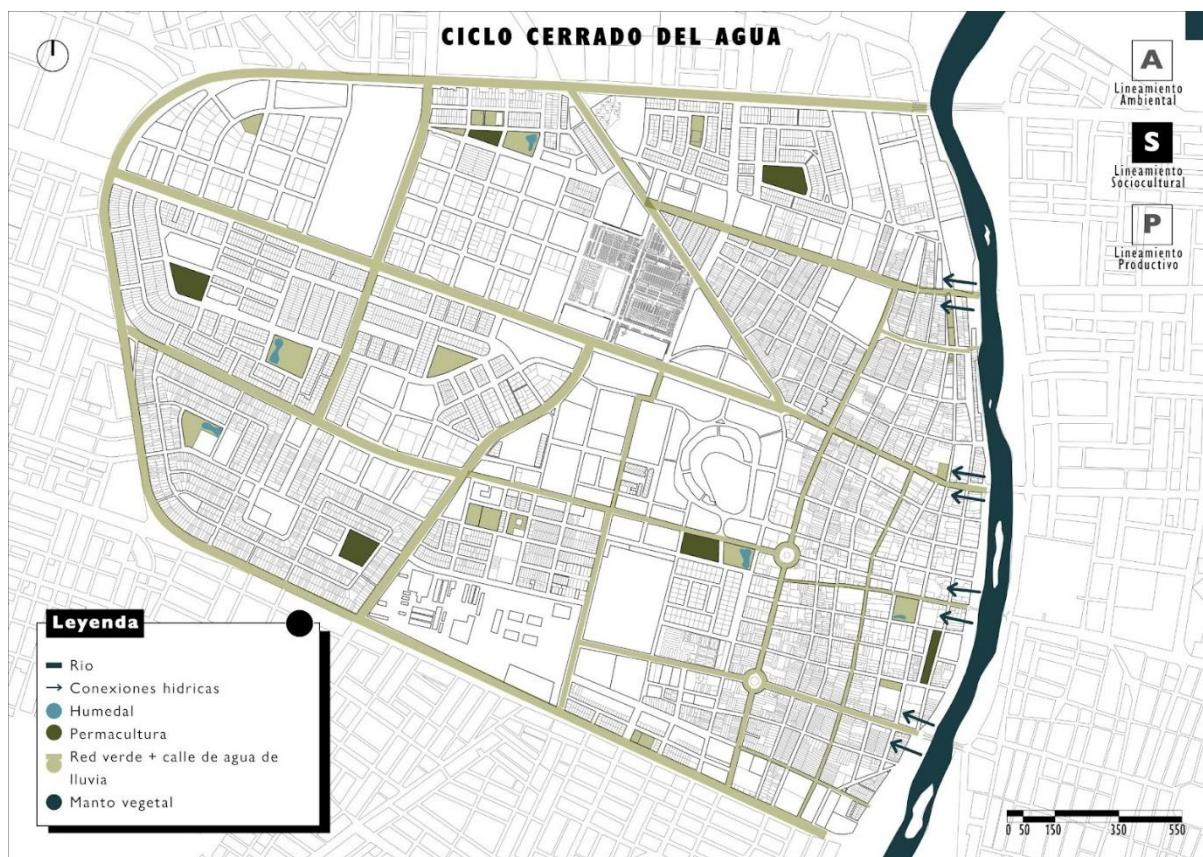 CICLO CERRADO DEL AGUA
A
Lineamiento
Ambiental
S
Lineamiento
Sociocultural
P
Lineamiento
Productivo
Leyenda
Rio
Conexiones hidricas
Humedal
Permacultura
Red verde + calle de agua de
lluvia
Manto vegetal
0 50 150 350 550